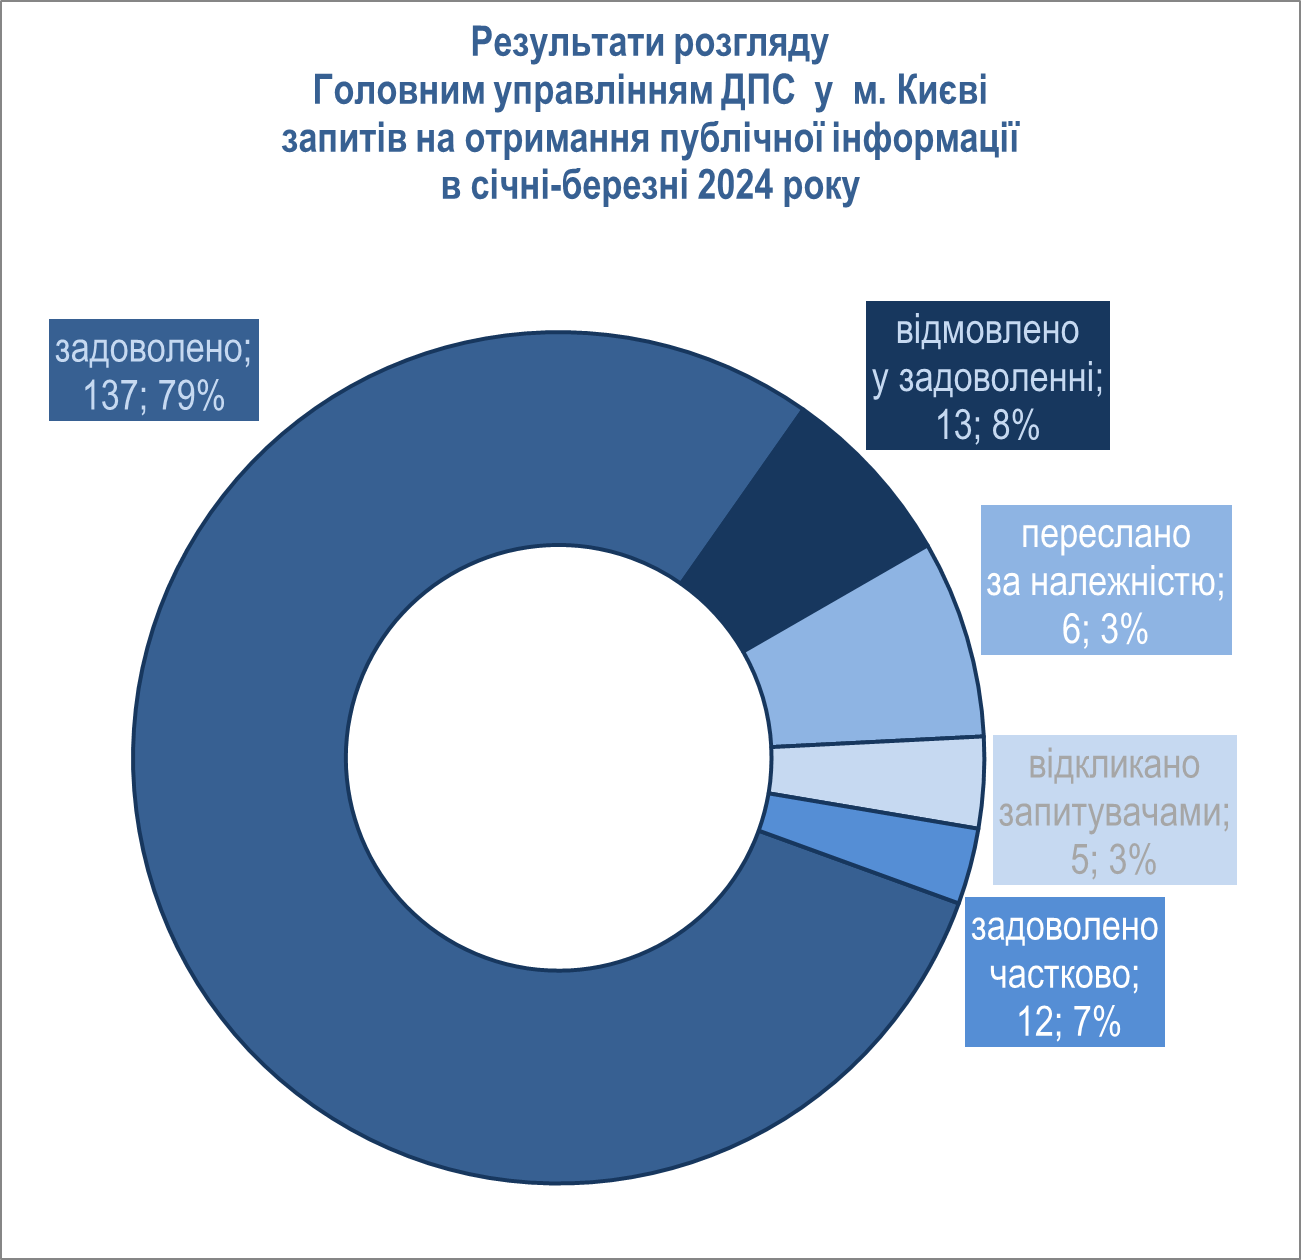 Результати розгляду
Головним управлінням ДПС у м. Києві
запитів на отримання публічної інформації
в січні-березні 2024 року
задоволено;
137; 79%
відмовлено
у задоволенні;
13; 8%
переслано
за належністю;
6; 3%
відкликано
запитувачами;
5; 3%
задоволено
частково;
12; 7%